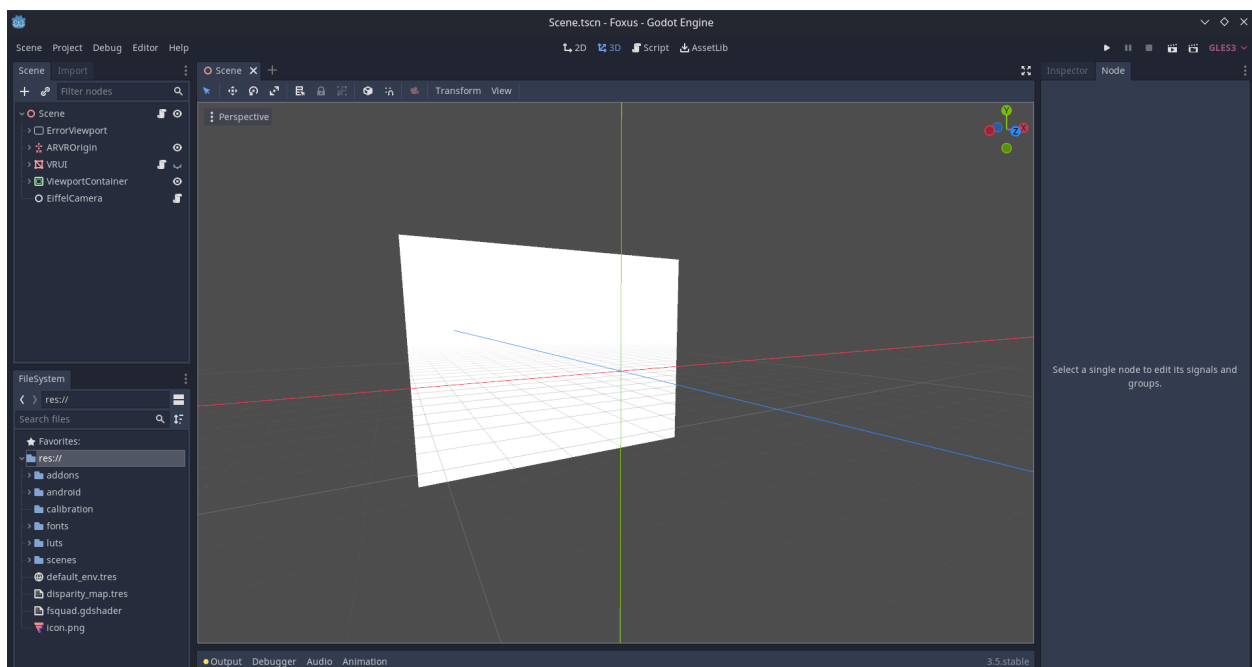 Scene.tscn - Foxus - Godot Engine
Scene Project Debug Editor Help
2D 3D Script AssetLib
GLES3
Scene Import
Filter nodes
Scene
ErrorViewport
ARVROrigin
VRUI
ViewportContainer
EiffelCamera
FileSystem
res://
Search files
Favorites:
res://
addons
android
calibration
fonts
luts
scenes
default_env.tres
disparity_map.tres
fsquad.gdshader
icon.png
Scene
Transform View
Perspective
Y
X
Z
Output Debugger Audio Animation
3.5.stable
Inspector Node
Select a single node to edit its signals and
groups.